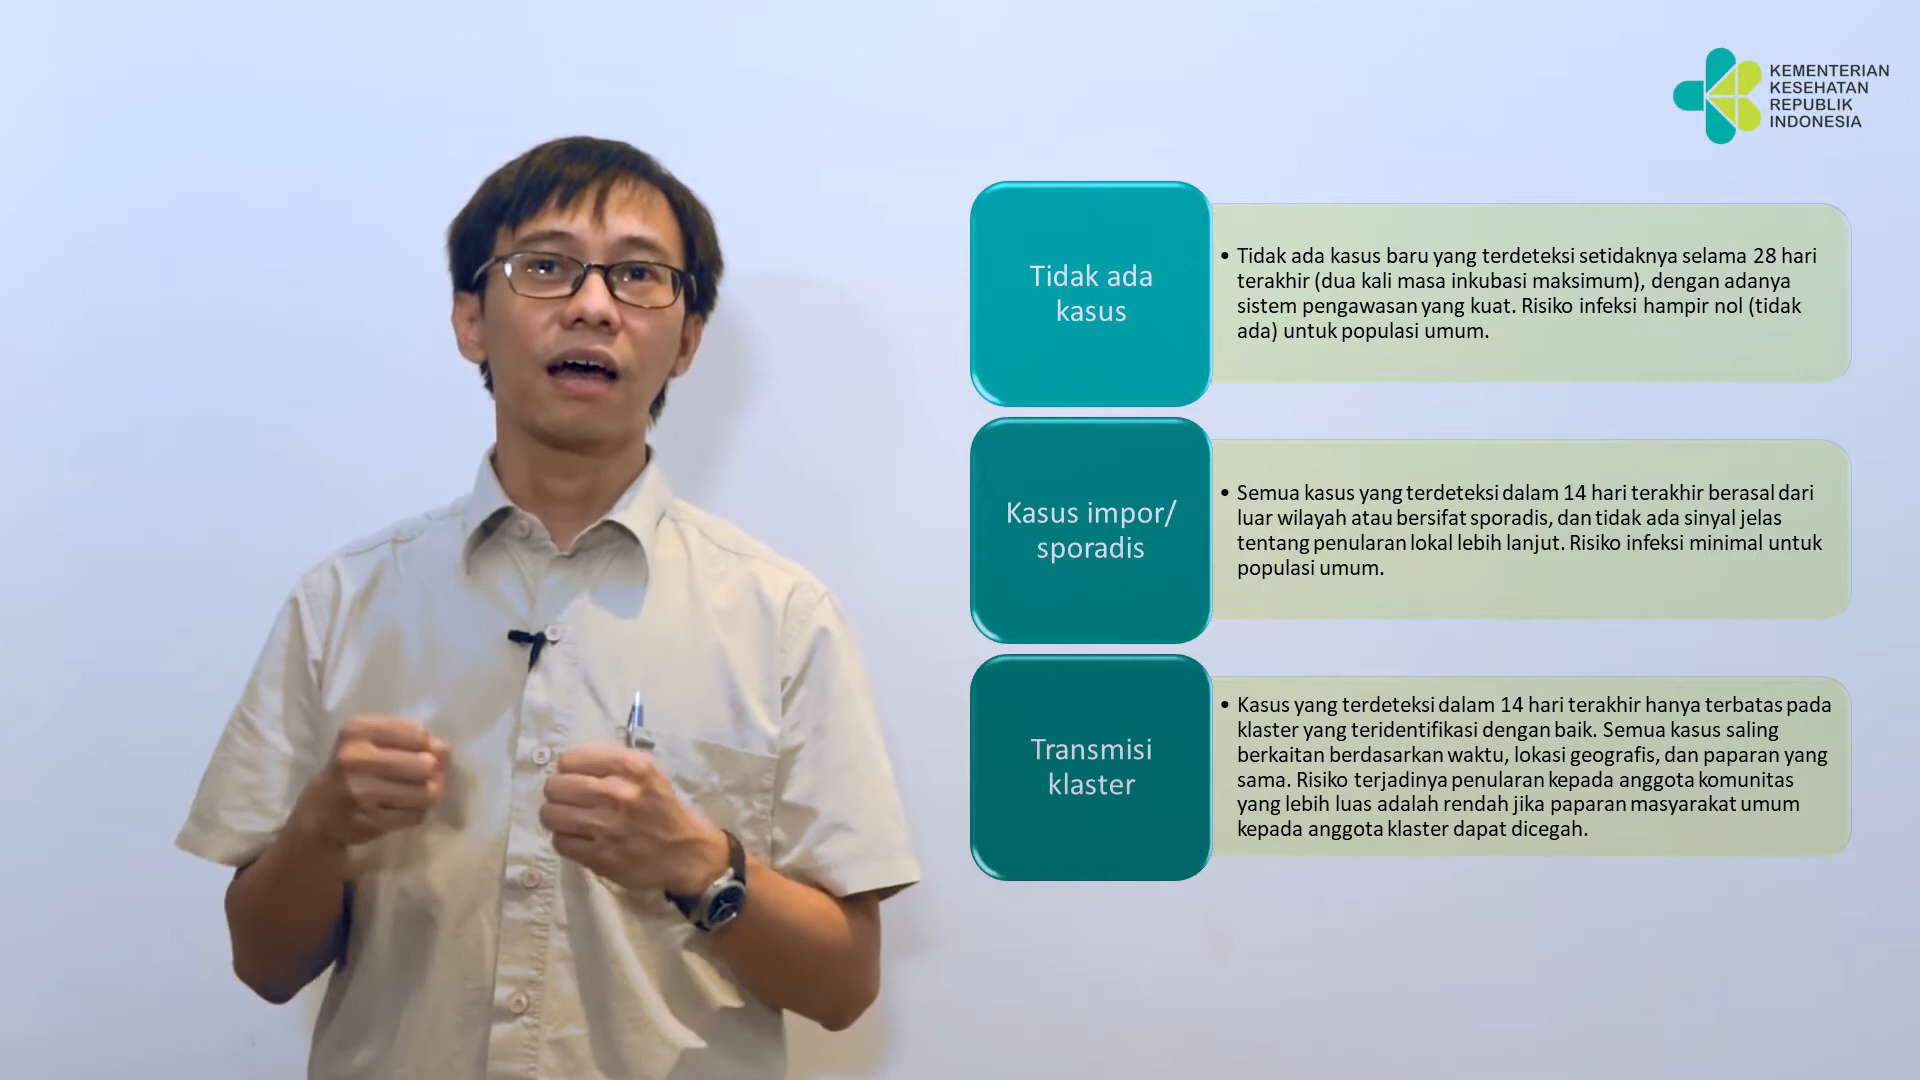 KEMENTERIAN
KESEHATAN
REPUBLIK
INDONESIA
Tidak ada
kasus
• Tidak ada kasus baru yang terdeteksi setidaknya selama 28 hari
terakhir (dua kali masa inkubasi maksimum), dengan adanya
sistem pengawasan yang kuat. Risiko infeksi hampir nol (tidak
ada) untuk populasi umum.
Kasus impor/
sporadis
• Semua kasus yang terdeteksi dalam 14 hari terakhir berasal dari
luar wilayah atau bersifat sporadis, dan tidak ada sinyal jelas
tentang penularan lokal lebih lanjut. Risiko infeksi minimal untuk
populasi umum.
Transmisi
klaster
• Kasus yang terdeteksi dalam 14 hari terakhir hanya terbatas pada
klaster yang teridentifikasi dengan baik. Semua kasus saling
berkaitan berdasarkan waktu, lokasi geografis, dan paparan yang
sama. Risiko terjadinya penularan kepada anggota komunitas
yang lebih luas adalah rendah jika paparan masyarakat umum
kepada anggota klaster dapat dicegah.